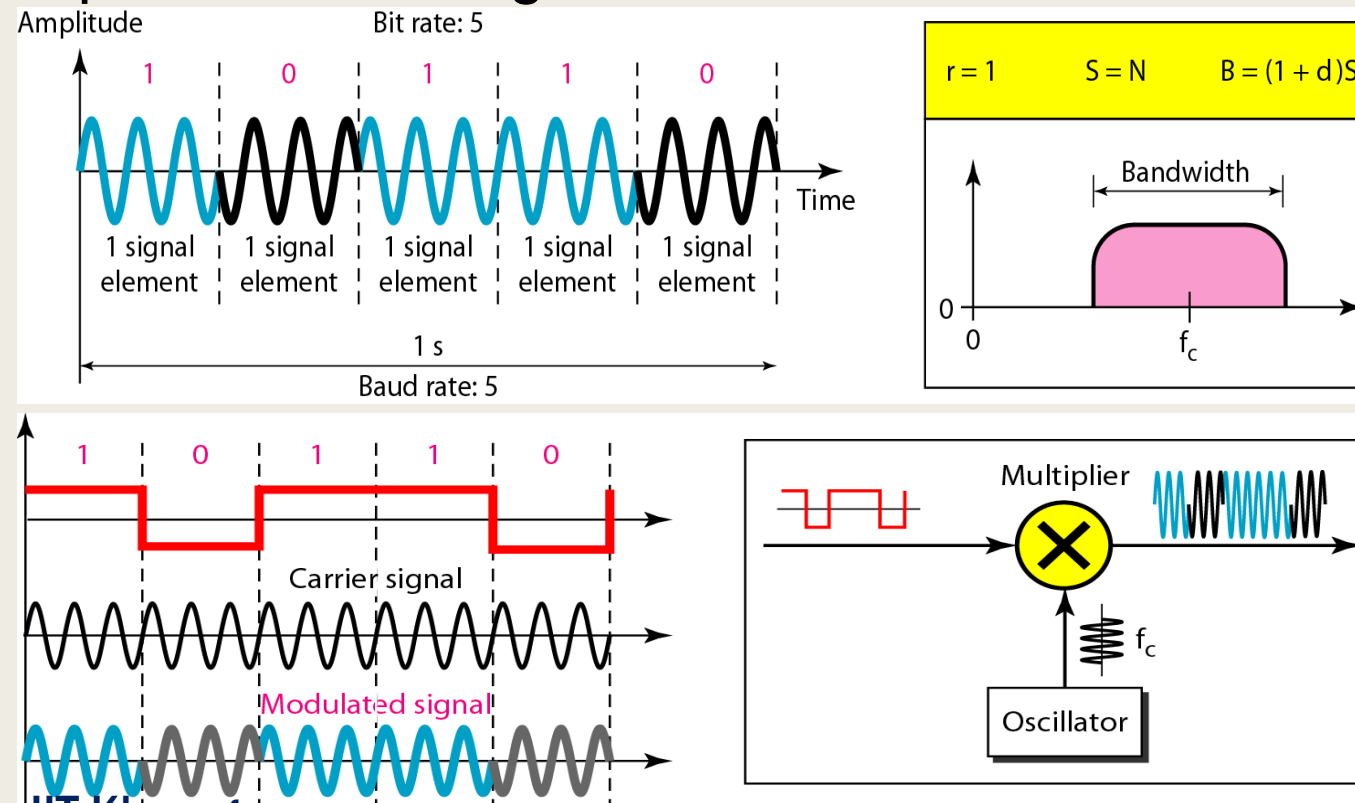 Amplitude
Bit rate: 5
1 0 1 1 0
Time
1 signal element
1 signal element
1 signal element
1 signal element
1 signal element
1 s
Baud rate: 5
r = 1 S = N B = (1 + d)S
Bandwidth
0
0
f_c
1 0 1 1 0
Carrier signal
Modulated signal
Multiplier
f_c
Oscillator